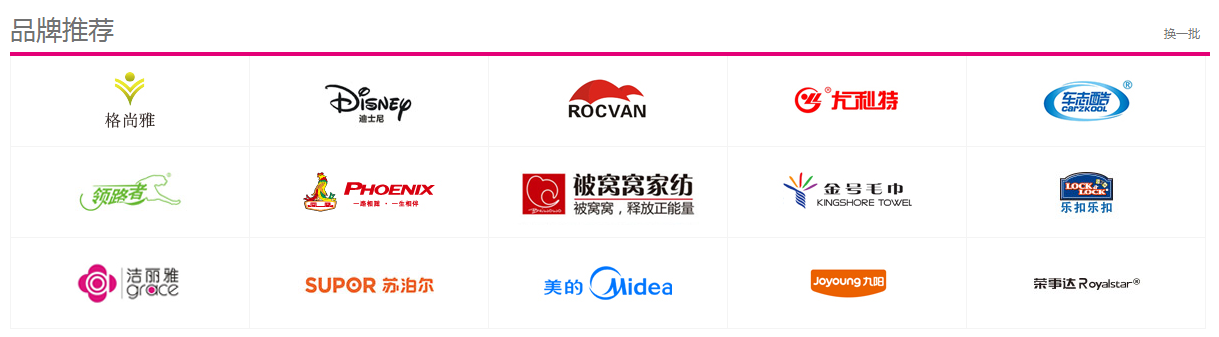 品牌推荐
换一批
格尚雅
Disney
迪士尼
ROCVAN
®尤利特
车志酷®
CARZKOOL
领路者
PHOENIX
一路相随·一生相伴
被窝窝家纺
被窝窝，释放正能量
金号毛巾
KINGSHORE TOWEL
LOCK&LOCK
乐扣乐扣
洁丽雅
grace
SUPOR 苏泊尔
美的 Midea
Joyoung 九阳
荣事达 Royalstar®